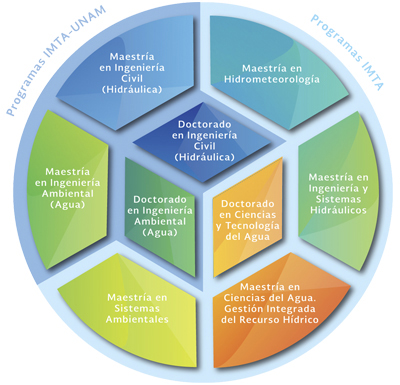 Programas IMTA-UNAM
Programas IMTA
Maestría
en Ingeniería
Civil
(Hidráulica)
Maestría en
Hidrometeorología
Doctorado
en Ingeniería
Civil
(Hidráulica)
Maestría
en Ingeniería
Ambiental
(Agua)
Doctorado
en Ingeniería
Ambiental
(Agua)
Doctorado
en Ciencias
y Tecnología
del Agua
Maestría en
Ingeniería y
Sistemas
Hidráulicos
Maestría en
Sistemas
Ambientales
Maestría en
Ciencias del Agua.
Gestión Integrada
del Recurso Hídrico